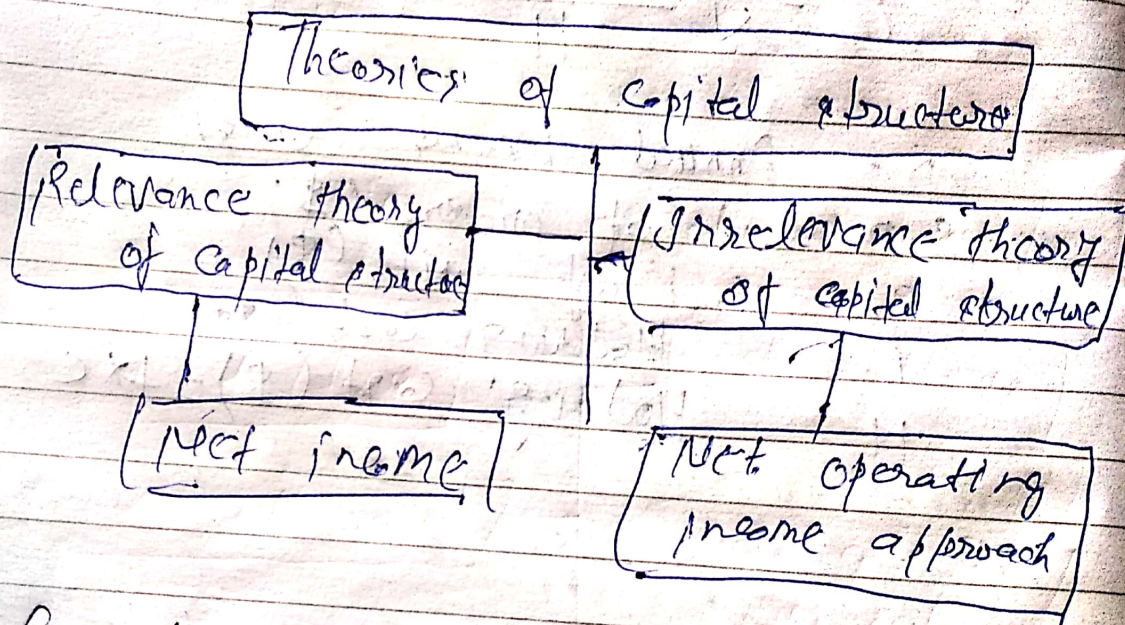 Theories of capital structure
Relevance theory
of capital structure
Irrelevance theory
of capital structure
Net income
Net operating
income approach